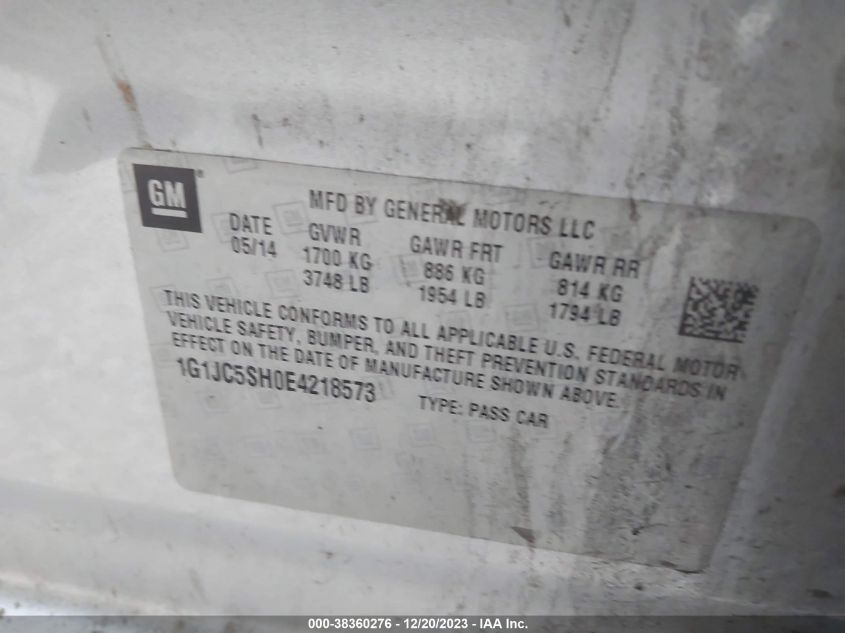 GM
MFD BY GENERAL MOTORS LLC
DATE GVWR GAWR FRT GAWR RR
05/14 1700 KG 886 KG 814 KG
3748 LB 1954 LB 1794 LB
THIS VEHICLE CONFORMS TO ALL APPLICABLE U.S. FEDERAL MOTOR
VEHICLE SAFETY, BUMPER, AND THEFT PREVENTION STANDARDS IN
EFFECT ON THE DATE OF MANUFACTURE SHOWN ABOVE.
1G1JC5SH0E4218573 TYPE: PASS CAR
000-38360276 - 12/20/2023 - IAA Inc.